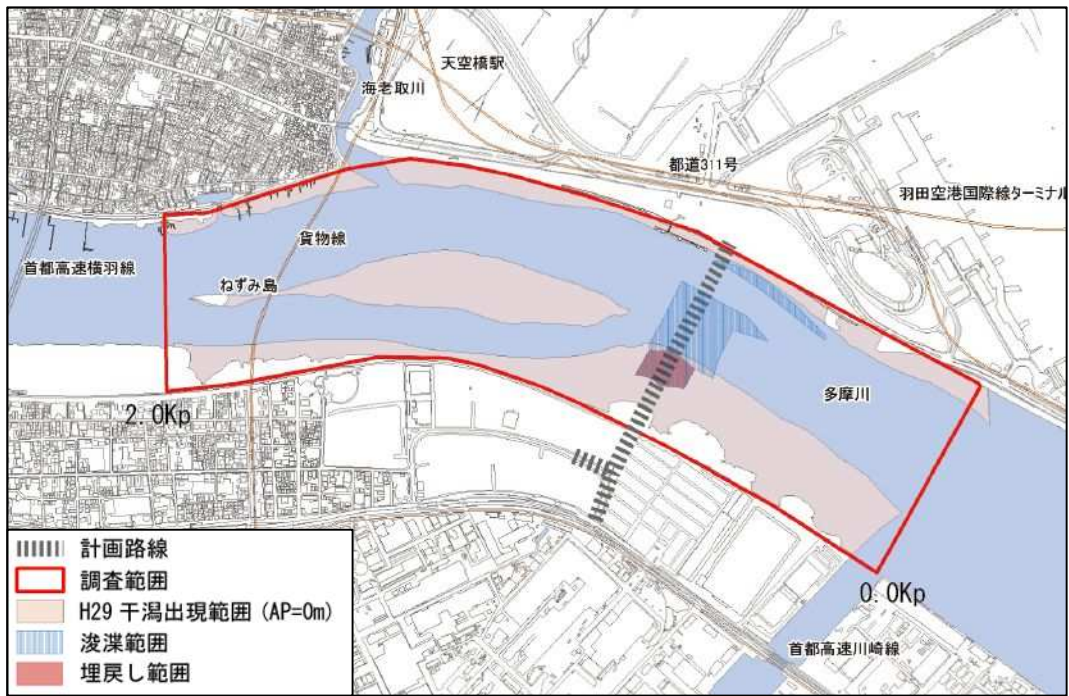 天空橋駅
海老取川
都道311号
羽田空港国際線ターミナル
貨物線
首都高速横羽線
ねずみ島
多摩川
2.0Kp
0.0Kp
首都高速川崎線
計画路線
調査範囲
H29 干潟出現範囲 (AP=0m)
浚渫範囲
埋戻し範囲